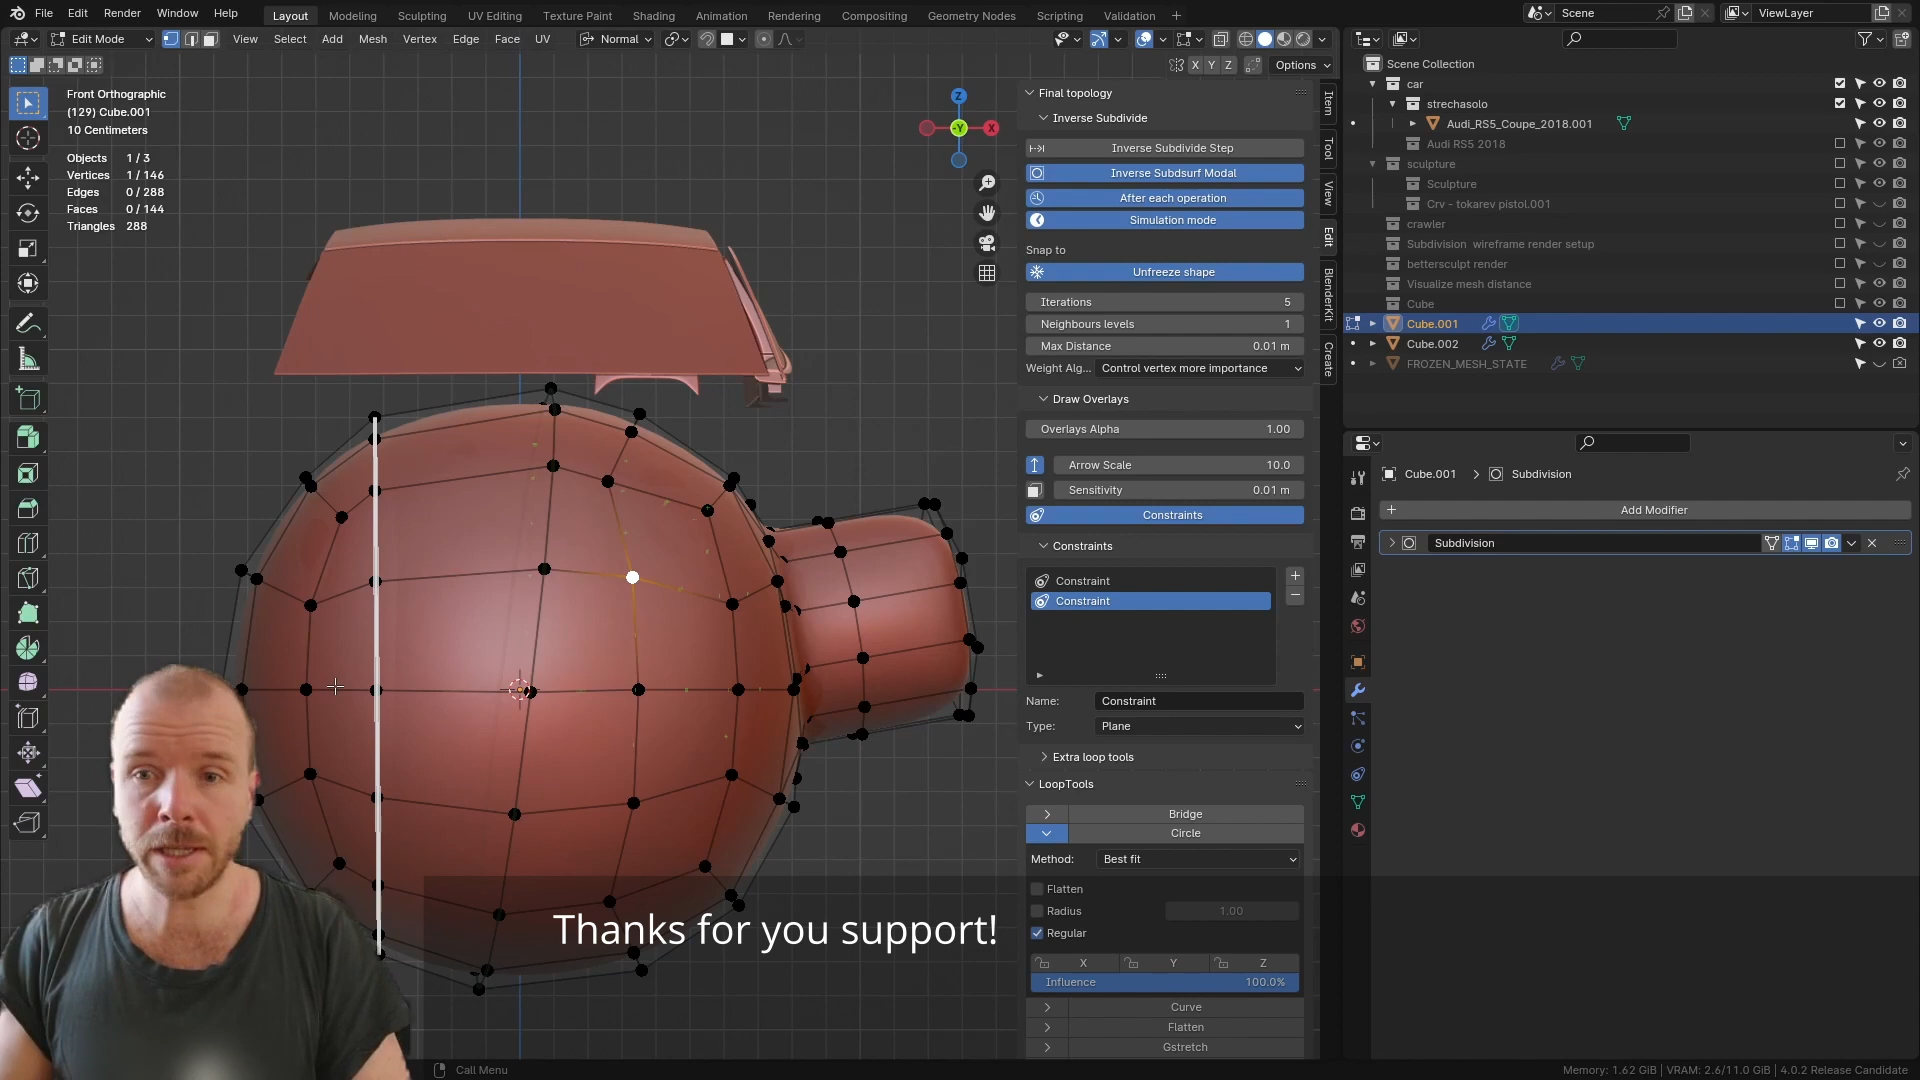 File Edit Render Window Help Layout Modeling Sculpting UV Editing Texture Paint Shading Animation Rendering Compositing Geometry Nodes Scripting Validation + Scene ViewLayer
Edit Mode View Select Add Mesh Vertex Edge Face UV Normal
X Y Z Options
Front Orthographic
(129) Cube.001
10 Centimeters
Objects 1 / 3
Vertices 1 / 146
Edges 0 / 288
Faces 0 / 144
Triangles 288
Z
-Y
X
Final topology
Inverse Subdivide
Inverse Subdivide Step
Inverse Subdsurf Modal
After each operation
Simulation mode
Snap to
Unfreeze shape
Iterations 5
Neighbours levels 1
Max Distance 0.01 m
Weight Alg... Control vertex more importance
Draw Overlays
Overlays Alpha 1.00
Arrow Scale 10.0
Sensitivity 0.01 m
Constraints
Constraints
Constraint
Constraint
Name: Constraint
Type: Plane
Extra loop tools
LoopTools
Bridge
Circle
Method: Best fit
Flatten
Radius 1.00
Regular
X Y Z
Influence 100.0%
Curve
Flatten
Gstretch
Item
Tool
View
Edit
BlenderKit
Create
Scene Collection
car
strechasolo
Audi_RS5_Coupe_2018.001
Audi RS5 2018
sculpture
Sculpture
Crv - tokarev pistol.001
crawler
Subdivision wireframe render setup
bettersculpt render
Visualize mesh distance
Cube
Cube.001
Cube.002
FROZEN_MESH_STATE
Cube.001 > Subdivision
+ Add Modifier
Subdivision
Thanks for you support!
Call Menu
Memory: 1.62 GiB | VRAM: 2.6/11.0 GiB | 4.0.2 Release Candidate